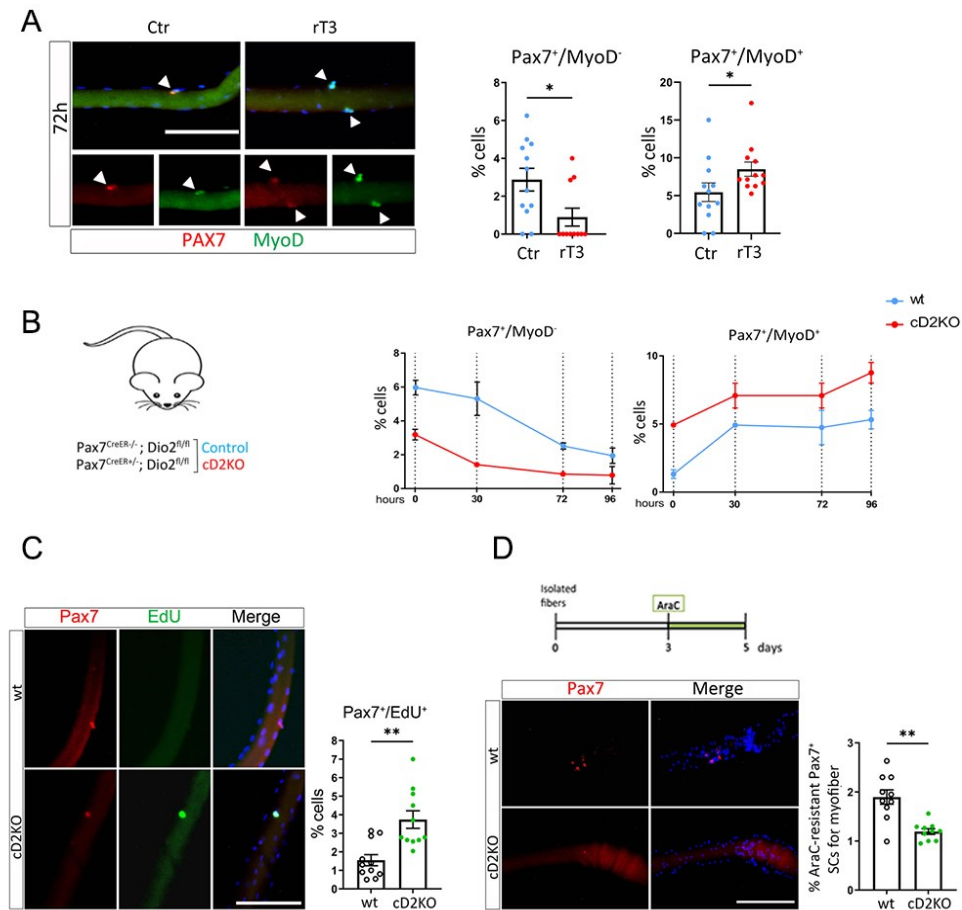 A
Ctr
rT3
72h
PAX7 MyoD
Pax7+/MyoD-
% cells
8
6
4
2
0
Ctr
rT3
*
Pax7+/MyoD+
% cells
20
15
10
5
0
Ctr
rT3
*
B
Pax7CreER-/-; Dio2fl/fl
Control
Pax7CreER+/-; Dio2fl/fl
cD2KO
Pax7+/MyoD-
% cells
8
6
4
2
0
hours
0
30
72
96
Pax7+/MyoD+
% cells
10
5
0
hours
0
30
72
96
wt
cD2KO
C
Pax7
EdU
Merge
wt
cD2KO
Pax7+/EdU+
**
% cells
8
7
6
5
4
3
2
1
0
wt
cD2KO
D
Isolated
fibers
AraC
0
3
5
days
Pax7
Merge
wt
cD2KO
% AraC-resistant Pax7+
SCs for myofiber
**
3
2
1
0
wt
cD2KO